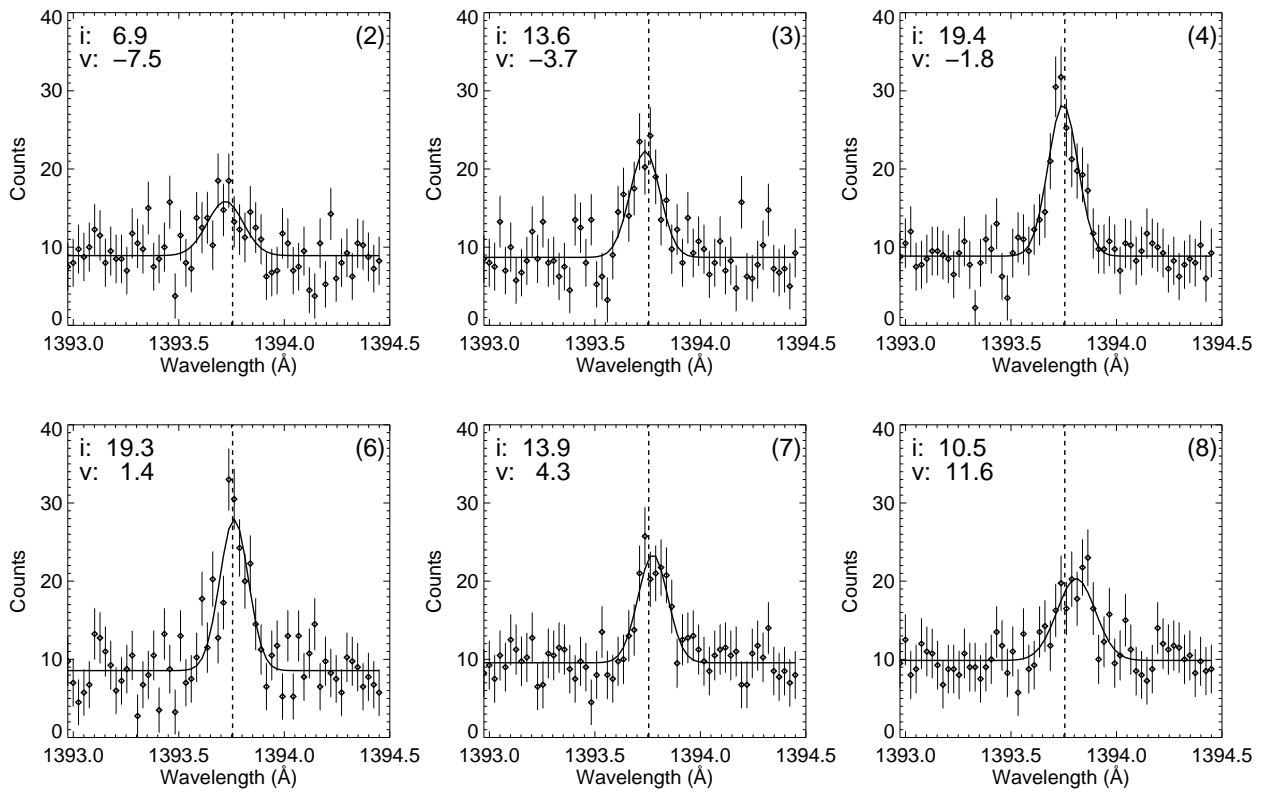 40
30
20
10
0
Counts
i: 6.9
v: −7.5
(2)
1393.0 1393.5 1394.0 1394.5
Wavelength (Å)
40
30
20
10
0
Counts
i: 13.6
v: −3.7
(3)
1393.0 1393.5 1394.0 1394.5
Wavelength (Å)
40
30
20
10
0
Counts
i: 19.4
v: −1.8
(4)
1393.0 1393.5 1394.0 1394.5
Wavelength (Å)
40
30
20
10
0
Counts
i: 19.3
v: 1.4
(6)
1393.0 1393.5 1394.0 1394.5
Wavelength (Å)
40
30
20
10
0
Counts
i: 13.9
v: 4.3
(7)
1393.0 1393.5 1394.0 1394.5
Wavelength (Å)
40
30
20
10
0
Counts
i: 10.5
v: 11.6
(8)
1393.0 1393.5 1394.0 1394.5
Wavelength (Å)